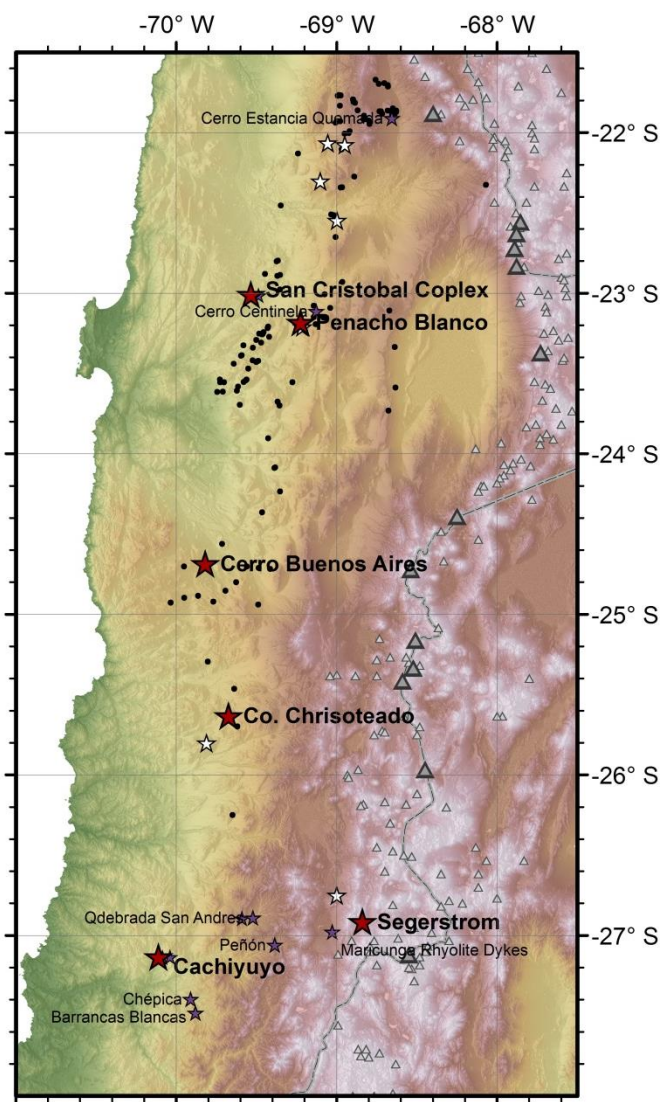 -70° W
-69° W
-68° W
Cerro Estancia Quemada
-22° S
San Cristobal Coplex
-23° S
Cerro Centinela
Penacho Blanco
-24° S
Cerro Buenos Aires
-25° S
Co. Chrisoteado
-26° S
Qdebrada San Andres
Segerstrom
-27° S
Peñón
Maricunga Rhyolite Dykes
Cachiyuyo
Chépica
Barrancas Blancas